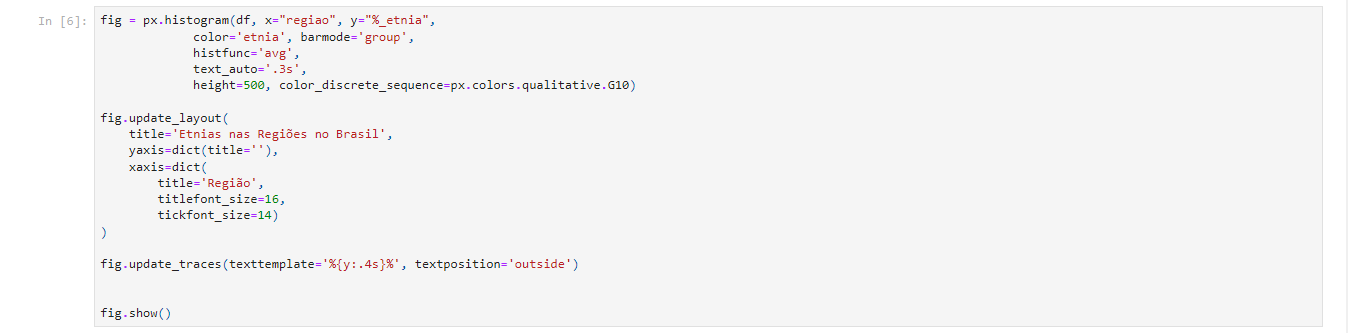 In [6]: fig = px.histogram(df, x="regiao", y="%_etnia",
             color='etnia', barmode='group',
             histfunc='avg',
             text_auto='.3s',
             height=500, color_discrete_sequence=px.colors.qualitative.G10)
fig.update_layout(
    title='Etnias nas Regiões no Brasil',
    yaxis=dict(title=''),
    xaxis=dict(
        title='Região',
        titlefont_size=16,
        tickfont_size=14)
)
fig.update_traces(texttemplate='%{y:.4s}%', textposition='outside')
fig.show()